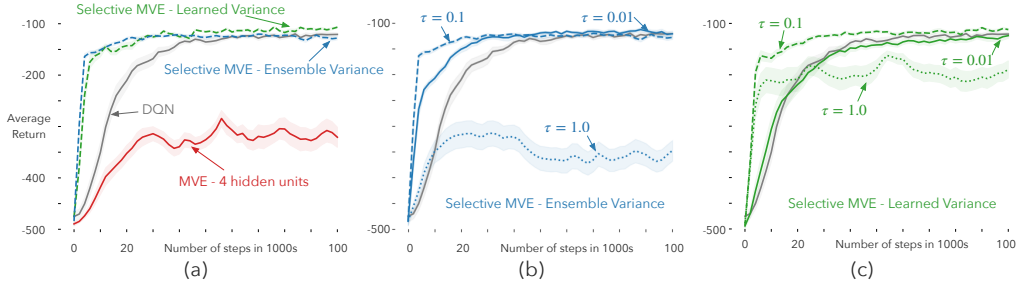 Selective MVE - Learned Variance
-100
Selective MVE - Ensemble Variance
-200
DQN
Average
Return
MVE - 4 hidden units
-400
-500
0
20
Number of steps in 1000s
100
(a)
-100
τ = 0.1
τ = 0.01
τ = 1.0
Selective MVE - Ensemble Variance
-500
0
20
Number of steps in 1000s
100
(b)
-100
τ = 0.1
τ = 0.01
τ = 1.0
Selective MVE - Learned Variance
-500
0
20
Number of steps in 1000s
100
(c)